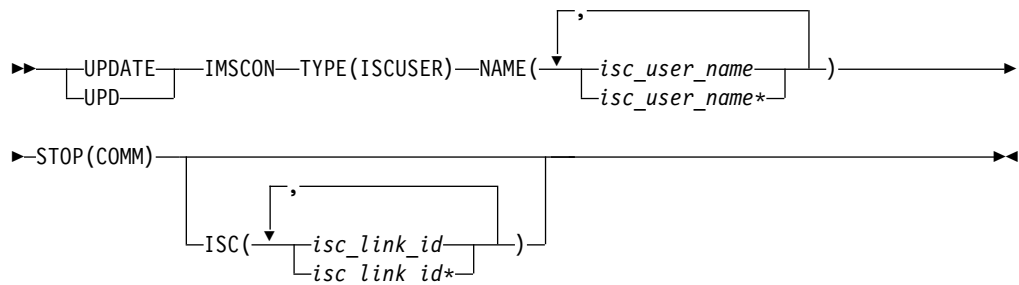 ,
UPDATE IMSCON TYPE(ISCUSER) NAME( isc_user_name )
UPD isc_user_name*
STOP(COMM)
,
ISC( isc_link_id )
isc_link_id*